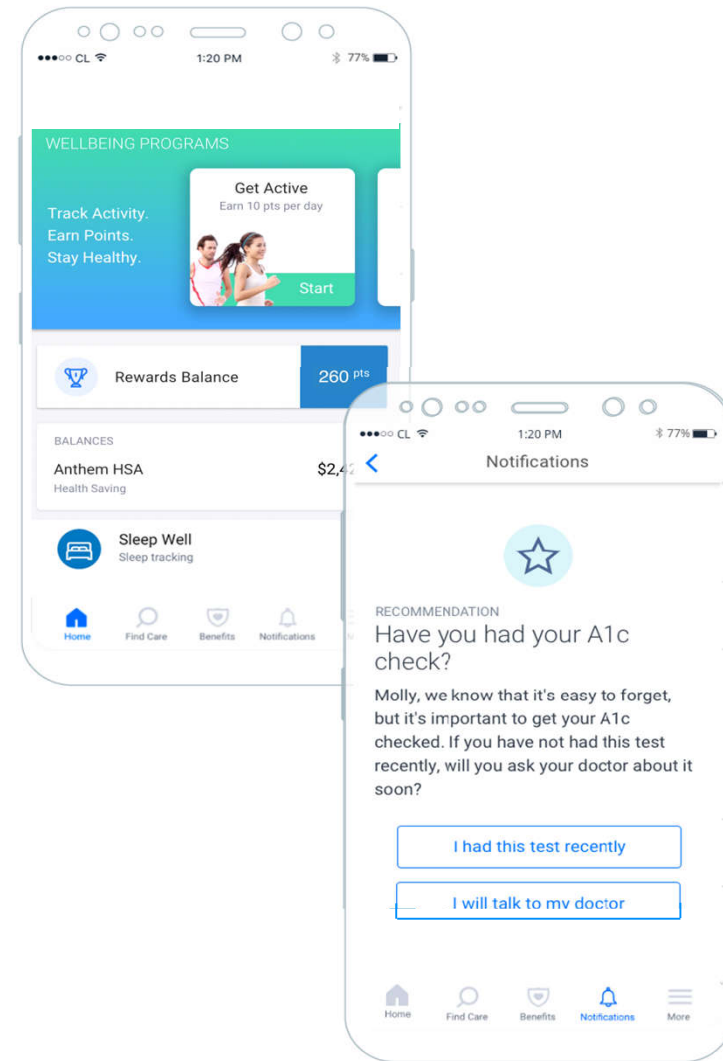 CL 1:20 PM 77%
WELLBEING PROGRAMS
Get Active
Earn 10 pts per day
Track Activity.
Earn Points.
Stay Healthy.
Start
Rewards Balance 260 pts
BALANCES
Anthem HSA
Health Saving
Sleep Well
Sleep tracking
Home Find Care Benefits Notifications
CL 1:20 PM 77%
Notifications
RECOMMENDATION
Have you had your A1c
check?
Molly, we know that it's easy to forget,
but it's important to get your A1c
checked. If you have not had this test
recently, will you ask your doctor about it
soon?
I had this test recently
I will talk to my doctor
Home Find Care Benefits Notifications More